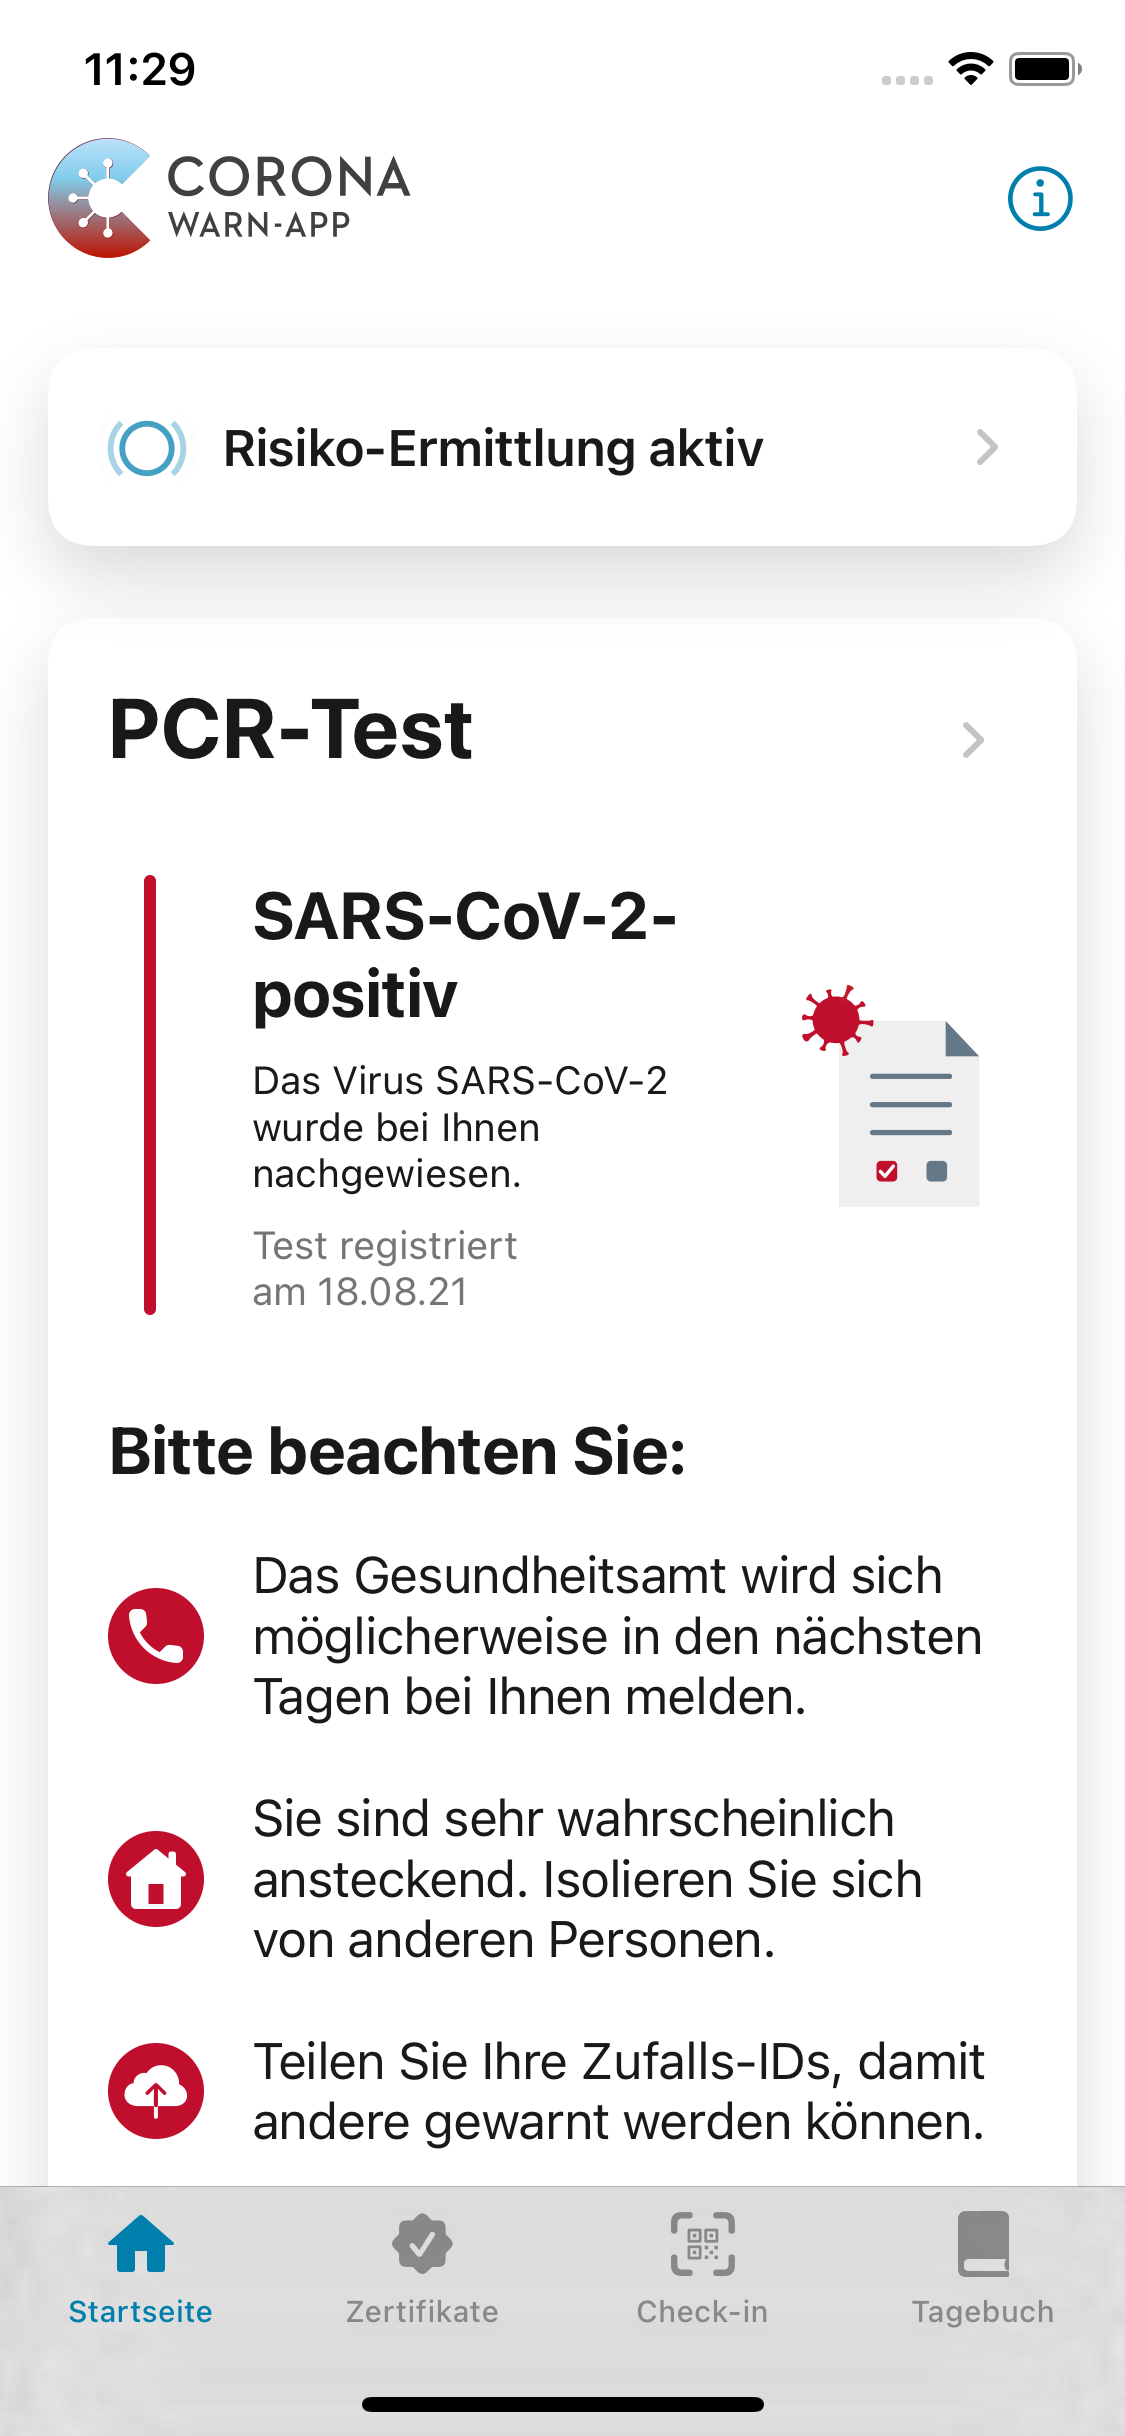 11:29
CORONA
WARN-APP
Risiko-Ermittlung aktiv
PCR-Test
SARS-CoV-2-
positiv
Das Virus SARS-CoV-2
wurde bei Ihnen
nachgewiesen.
Test registriert
am 18.08.21
Bitte beachten Sie:
Das Gesundheitsamt wird sich
möglicherweise in den nächsten
Tagen bei Ihnen melden.
Sie sind sehr wahrscheinlich
ansteckend. Isolieren Sie sich
von anderen Personen.
Teilen Sie Ihre Zufalls-IDs, damit
andere gewarnt werden können.
Startseite
Zertifikate
Check-in
Tagebuch